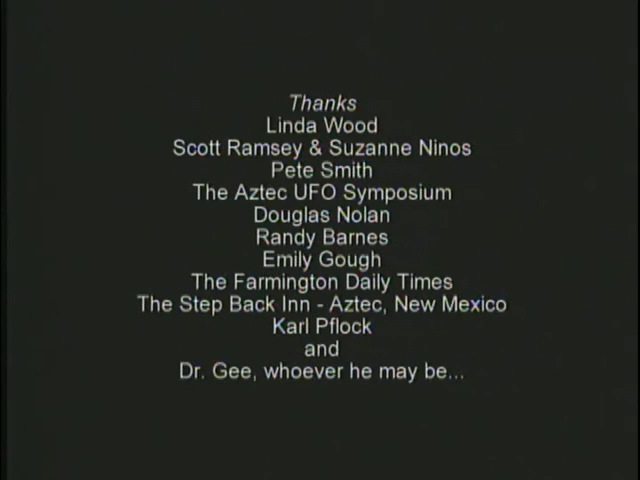 Thanks
Linda Wood
Scott Ramsey & Suzanne Ninos
Pete Smith
The Aztec UFO Symposium
Douglas Nolan
Randy Barnes
Emily Gough
The Farmington Daily Times
The Step Back Inn - Aztec, New Mexico
Karl Pflock
and
Dr. Gee, whoever he may be...